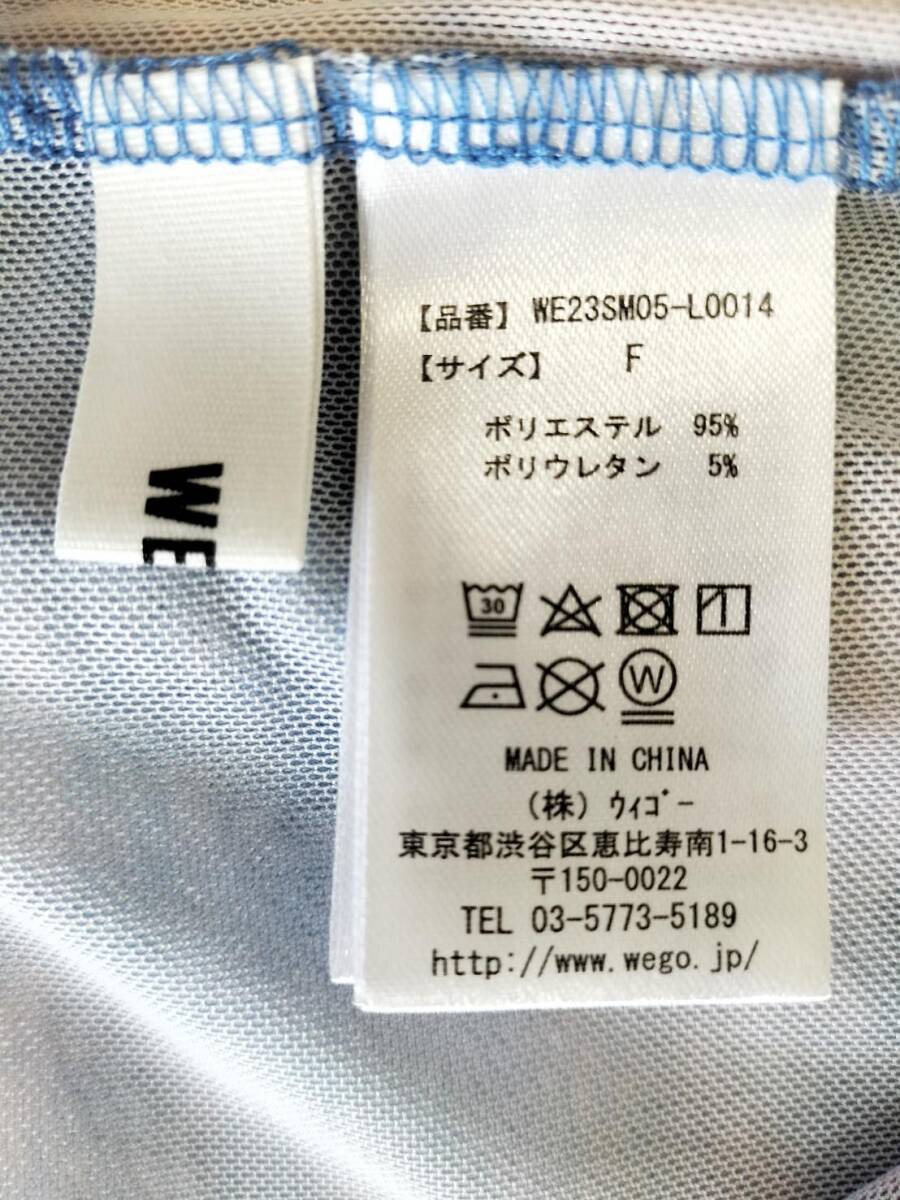 WE
【品番】 WE23SM05-L0014
【サイズ】 F
ポリエステル 95%
ポリウレタン 5%
30
W
MADE IN CHINA
（株）ｳｨｺﾞｰ
東京都渋谷区恵比寿南1-16-3
〒150-0022
TEL 03-5773-5189
http://www.wego.jp/